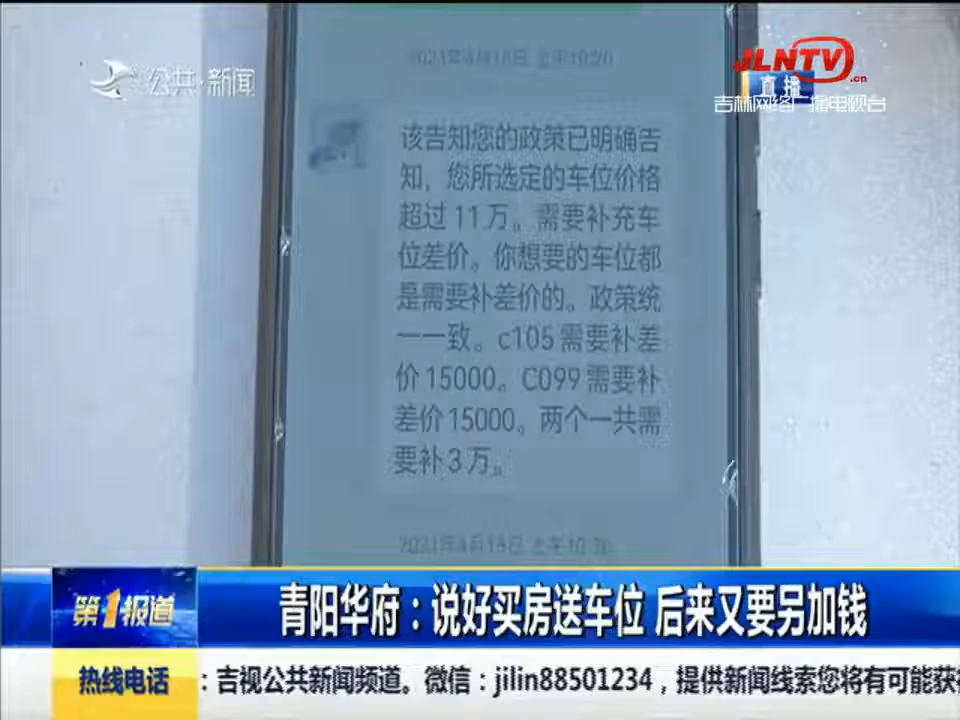 公共·新闻
JLNTV.cn
直播
吉林网络广播电视台
2021年4月18日 上午10:20
该告知您的政策已明确告
知，您所选定的车位价格
超过11万。需要补充车
位差价。你想要的车位都
是需要补差价的。政策统
一一致。c105需要补差
价15000。C099需要补
差价15000。两个一共需
要补3万。
青阳华府：说好买房送车位 后来又要另加钱
第1报道
热线电话
：吉视公共新闻频道。微信：jilin88501234，提供新闻线索您将有可能获